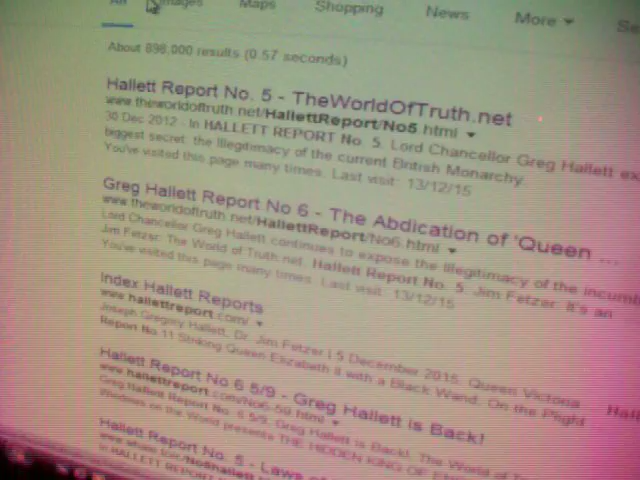 All Images Maps Shopping News More ▾ Se
About 898,000 results (0.57 seconds)
Hallett Report No. 5 - TheWorldOfTruth.net
www.theworldoftruth.net/HallettReport/No5.html ▾
30 Dec 2012 - In HALLETT REPORT No. 5, Lord Chancellor Greg Hallett ex
biggest secret: the illegitimacy of the current British Monarchy.
You've visited this page many times. Last visit: 13/12/15
Greg Hallett Report No 6 - The Abdication of 'Queen ...
www.theworldoftruth.net/HallettReport/No6.html ▾
Lord Chancellor Greg Hallett continues to expose the illegitimacy of the incumb
Jim Fetzer: The World of Truth.net. Hallett Report No. 5. Jim Fetzer. It's an
You've visited this page many times. Last visit: 13/12/15
Index Hallett Reports
www.hallettreport.com/ ▾
Joseph Gregory Hallett, Dr. Jim Fetzer | 5 December 2015. Queen Victoria
Report No.11 Striking Queen Elizabeth II with a Black Wand, On the Plight Hall
Hallett Report No 6 5/9 - Greg Hallett is Back!
www.hallettreport.com/No6-59.html ▾
Greg Hallett Report No. 6 5/9, Greg Hallett is Back! The World of T
Windows on the World presents THE HIDDEN KING OF
Hallett Report No. 5 - Laws of
In HALLETT REPORT